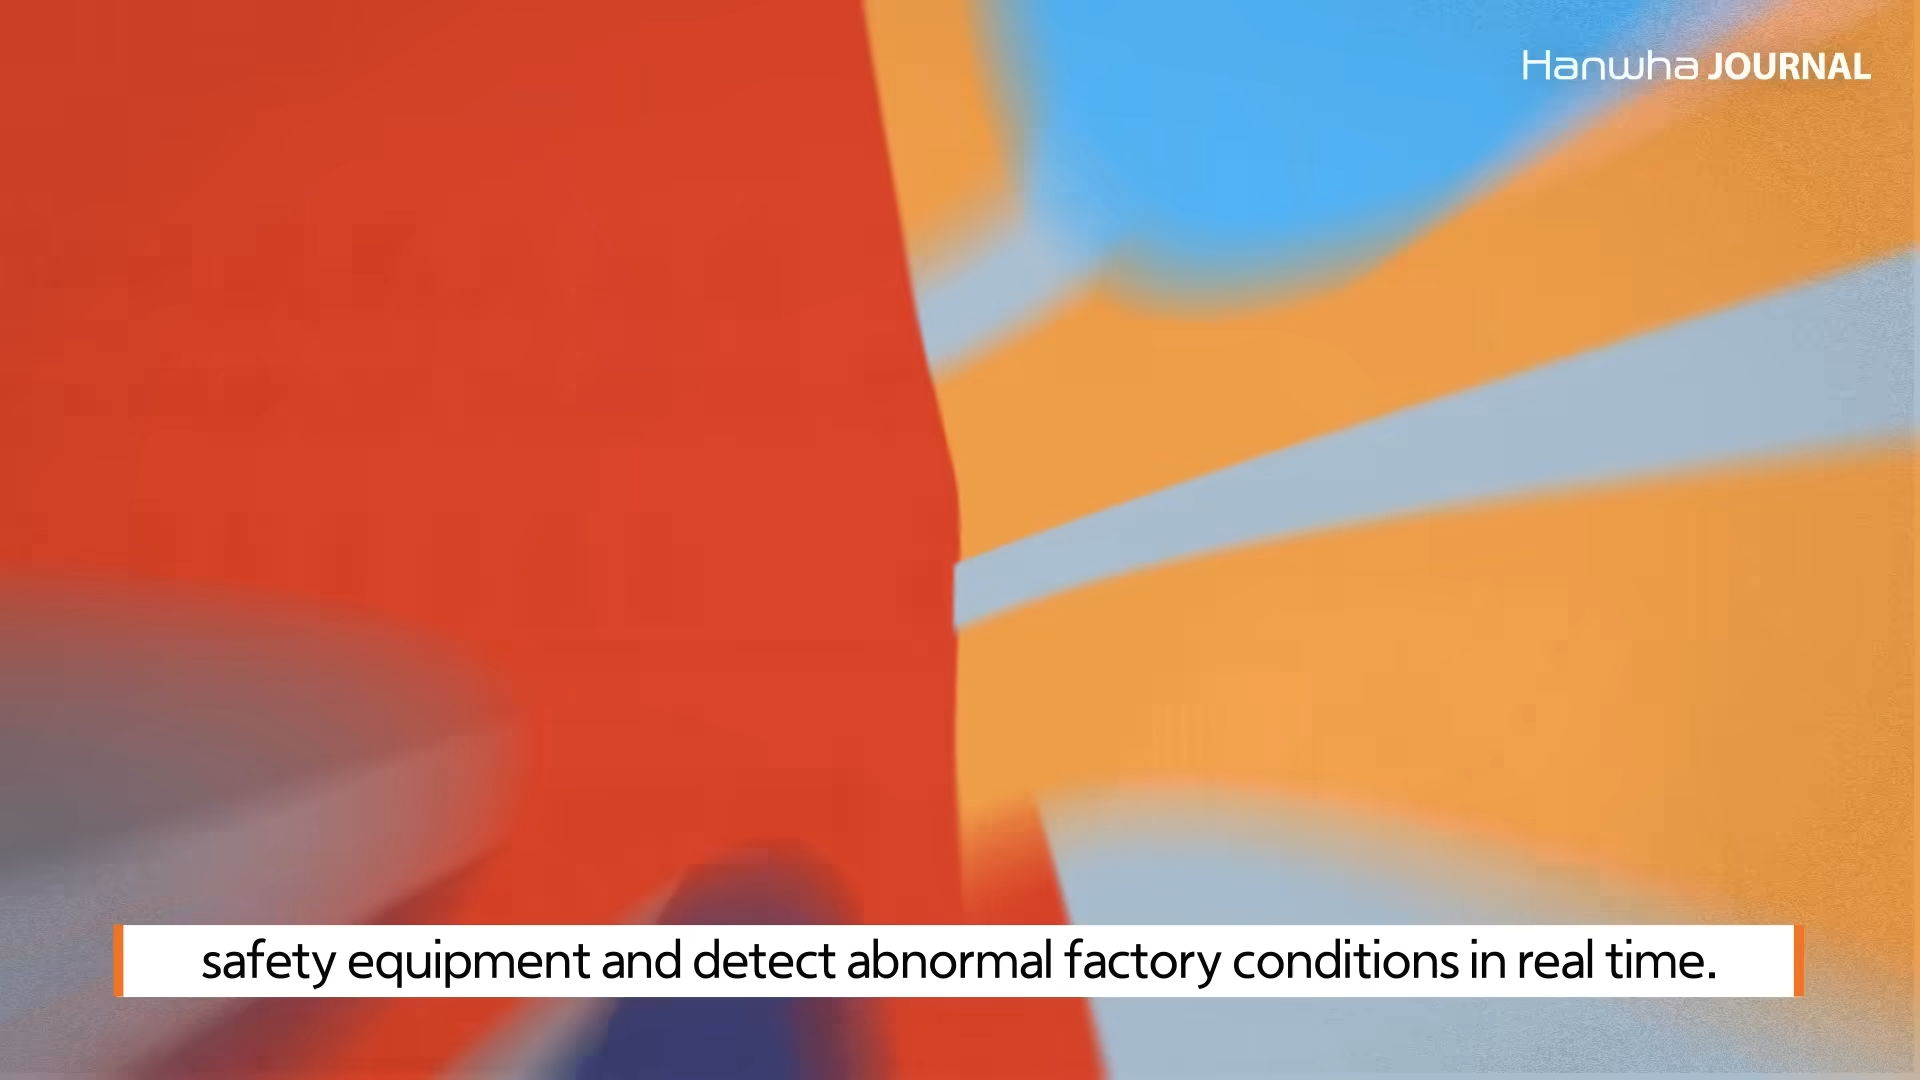 Hanwha JOURNAL
safety equipment and detect abnormal factory conditions in real time.